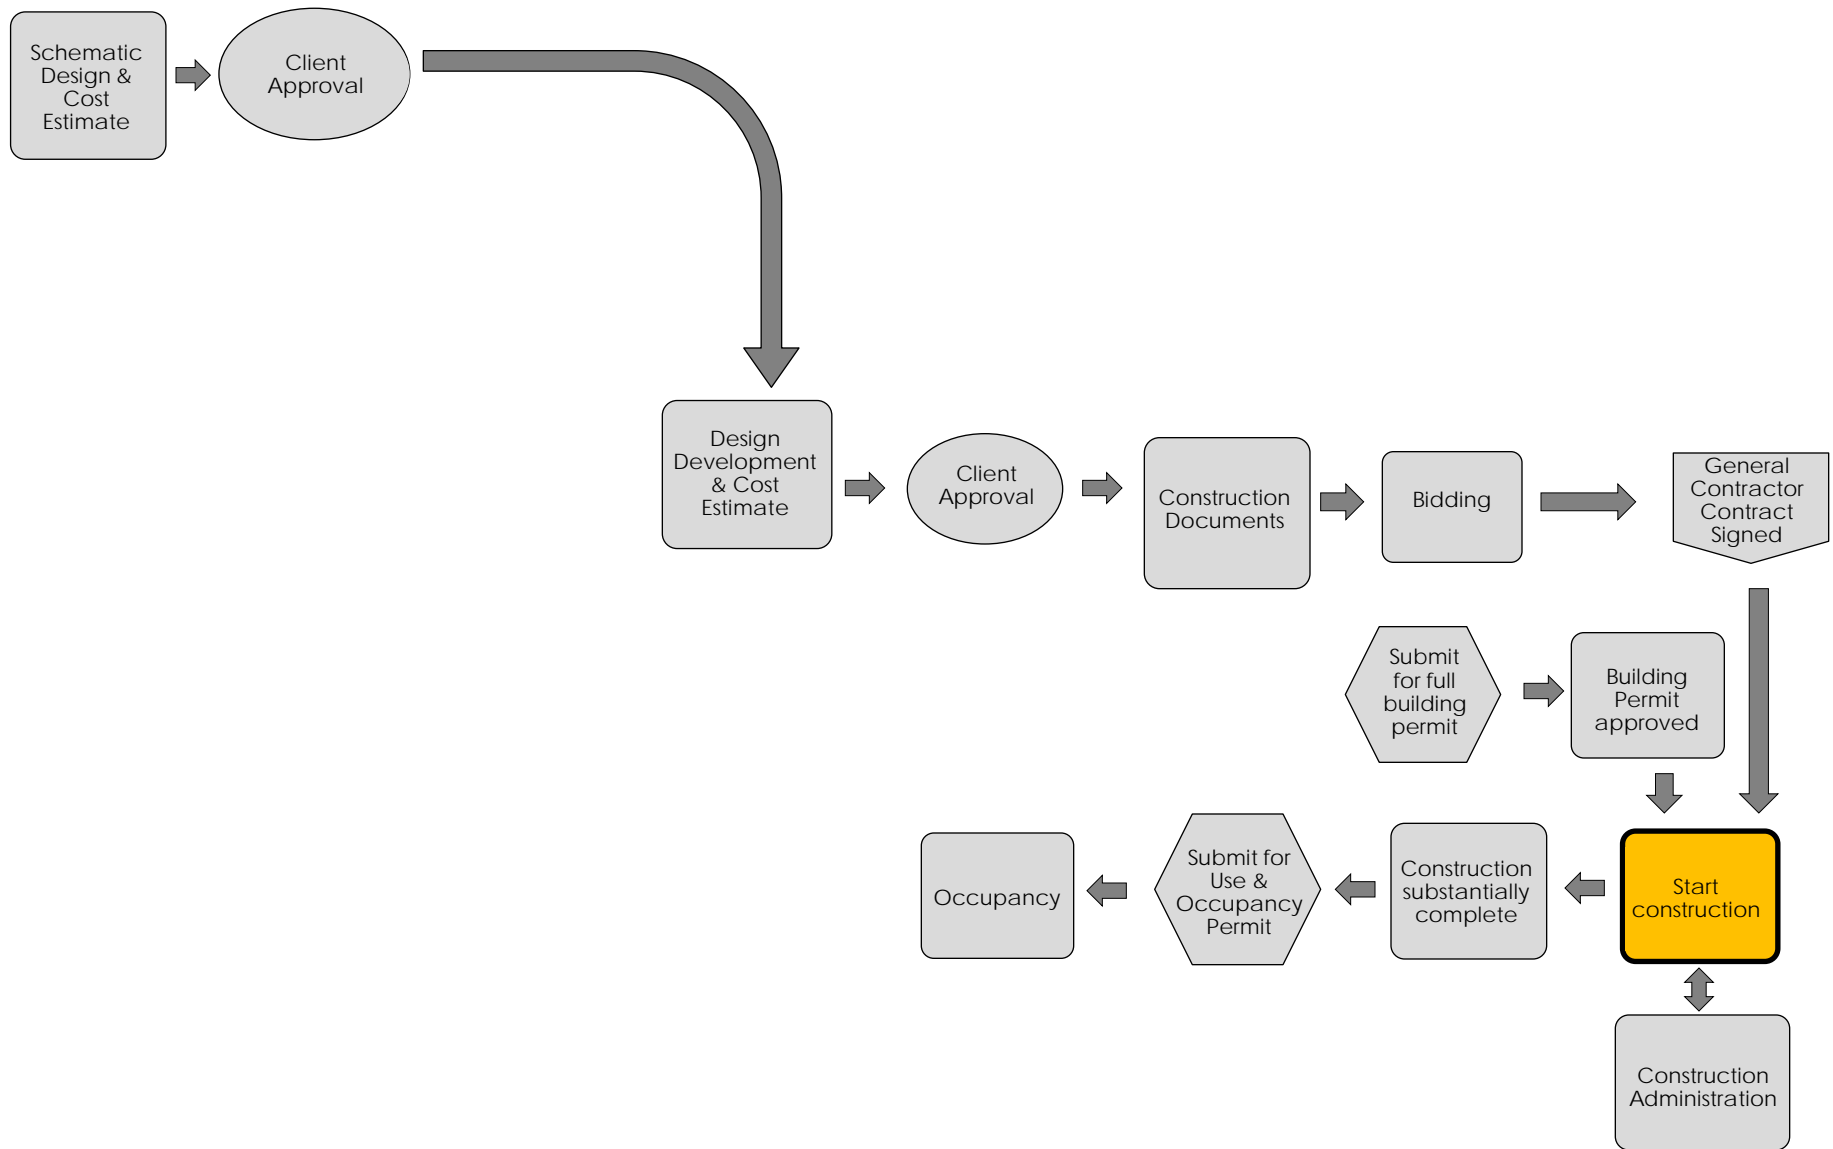 Schematic
Design &
Cost
Estimate
Client
Approval
Design
Development
& Cost
Estimate
Client
Approval
Construction
Documents
Bidding
General
Contractor
Contract
Signed
Submit
for full
building
permit
Building
Permit
approved
Occupancy
Submit for
Use &
Occupancy
Permit
Construction
substantially
complete
Start
construction
Construction
Administration